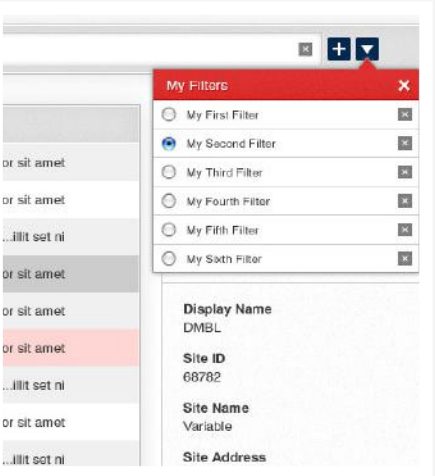 My Filters
My First Filter
My Second Filter
My Third Filter
My Fourth Filter
My Fifth Filter
My Sixth Filter
or sit amet
or sit amet
...illit set ni
or sit amet
or sit amet
or sit amet
...illit set ni
or sit amet
...illit set ni
Display Name
DMBL
Site ID
68782
Site Name
Variable
Site Address